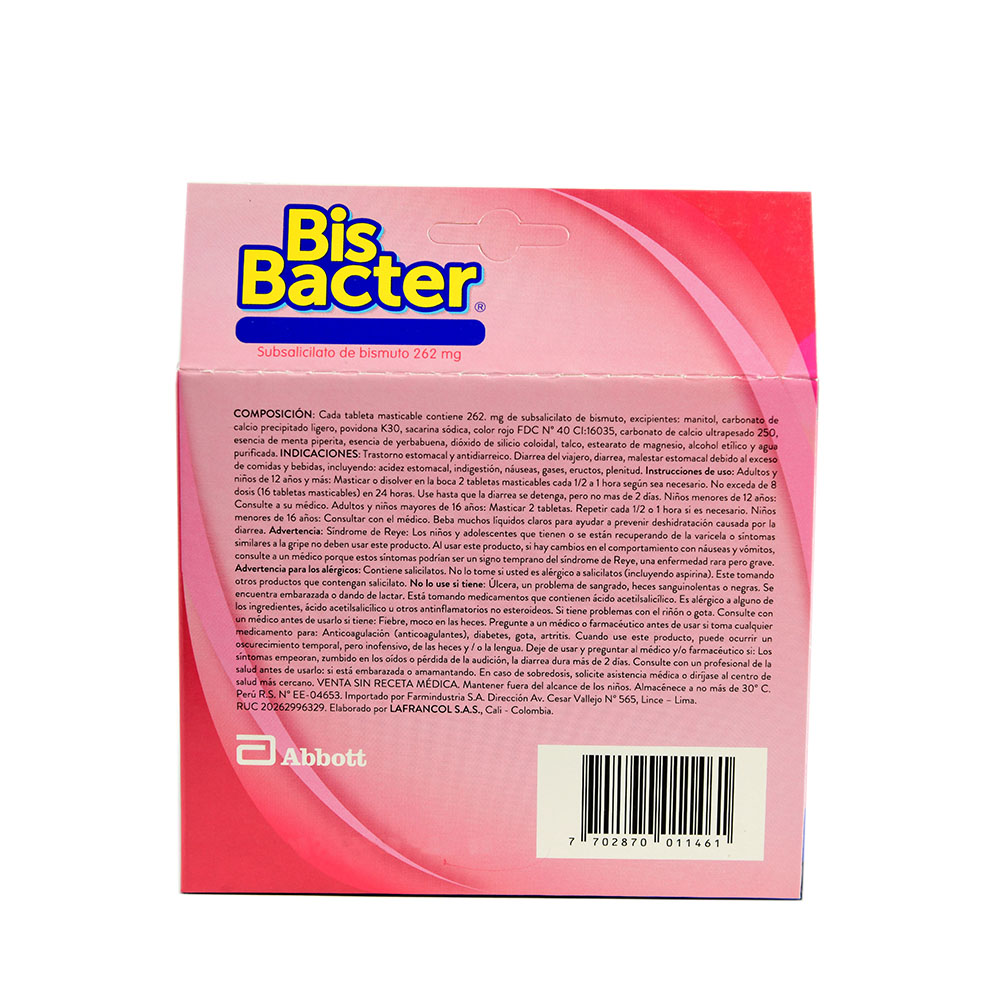 Bis
Bacter®
Subsalicilato de bismuto 262 mg
COMPOSICIÓN: Cada tableta masticable contiene 262. mg de subsalicilato de bismuto, excipientes: manitol, carbonato de
calcio precipitado ligero, povidona K30, sacarina sódica, color rojo FDC N° 40 CI:16035, carbonato de calcio ultrapesado 250,
esencia de menta piperita, esencia de yerbabuena, dióxido de silicio coloidal, talco, estearato de magnesio, alcohol etílico y agua
purificada. INDICACIONES: Trastorno estomacal y antidiarreico. Diarrea del viajero, diarrea, malestar estomacal debido al exceso
de comidas y bebidas, incluyendo: acidez estomacal, indigestión, náuseas, gases, eructos, plenitud. Instrucciones de uso: Adultos y
niños de 12 años y más: Masticar o disolver en la boca 2 tabletas masticables cada 1/2 a 1 hora según sea necesario. No exceda de 8
dosis (16 tabletas masticables) en 24 horas. Use hasta que la diarrea se detenga, pero no mas de 2 días. Niños menores de 12 años:
Consulte a su médico. Adultos y niños mayores de 16 años: Masticar 2 tabletas. Repetir cada 1/2 o 1 hora si es necesario. Niños
menores de 16 años: Consultar con el médico. Beba muchos líquidos claros para ayudar a prevenir deshidratación causada por la
diarrea. Advertencia: Síndrome de Reye: Los niños y adolescentes que tienen o se están recuperando de la varicela o síntomas
similares a la gripe no deben usar este producto. Al usar este producto, si hay cambios en el comportamiento con náuseas y vómitos,
consulte a un médico porque estos síntomas podrían ser un signo temprano del síndrome de Reye, una enfermedad rara pero grave.
Advertencia para los alérgicos: Contiene salicilatos. No lo tome si usted es alérgico a salicilatos (incluyendo aspirina). Este tomando
otros productos que contengan salicilato. No lo use si tiene: Úlcera, un problema de sangrado, heces sanguinolentas o negras. Se
encuentra embarazada o dando de lactar. Está tomando medicamentos que contienen ácido acetilsalicílico. Es alérgico a alguno de
los ingredientes, ácido acetilsalicílico u otros antinflamatorios no esteroideos. Si tiene problemas con el riñón o gota. Consulte con
un médico antes de usarlo si tiene: Fiebre, moco en las heces. Pregunte a un médico o farmacéutico antes de usar si toma cualquier
medicamento para: Anticoagulación (anticoagulantes), diabetes, gota, artritis. Cuando use este producto, puede ocurrir un
oscurecimiento temporal, pero inofensivo, de las heces y / o la lengua. Deje de usar y preguntar al médico y/o farmacéutico si: Los
síntomas empeoran, zumbido en los oídos o pérdida de la audición, la diarrea dura más de 2 días. Consulte con un profesional de la
salud antes de usarlo: si está embarazada o amamantando. En caso de sobredosis, solicite asistencia médica o diríjase al centro de
salud más cercano. VENTA SIN RECETA MÉDICA. Mantener fuera del alcance de los niños. Almacénece a no más de 30° C.
Perú R.S. N° EE-04653. Importado por Farmindustria S.A. Dirección Av. Cesar Vallejo N° 565, Lince – Lima.
RUC 20262996329. Elaborado por LAFRANCOL S.A.S., Cali - Colombia.
Abbott
7 702870 011461